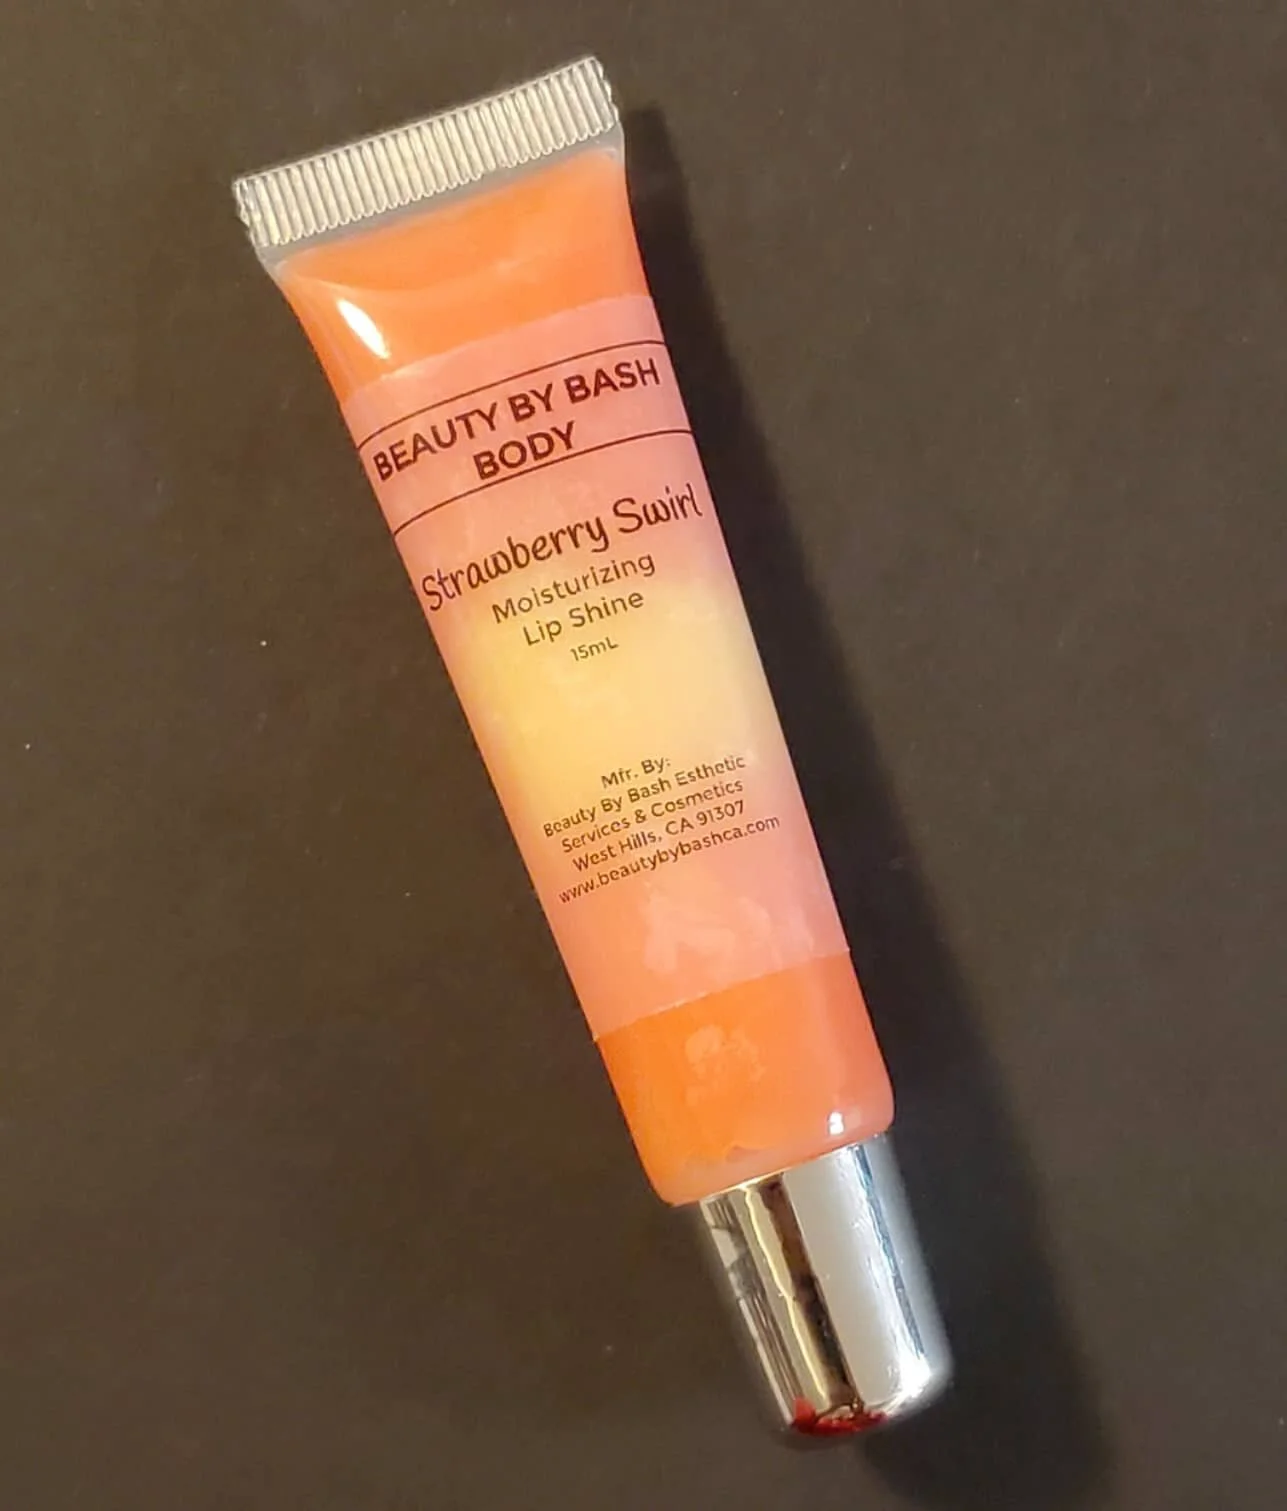 BEAUTY BY BASH
BODY
Strawberry Swirl
Moisturizing
Lip Shine
15mL
Mfr. By:
Beauty By Bash Esthetic
Services & Cosmetics
West Hills, CA 91307
www.beautybybashca.com